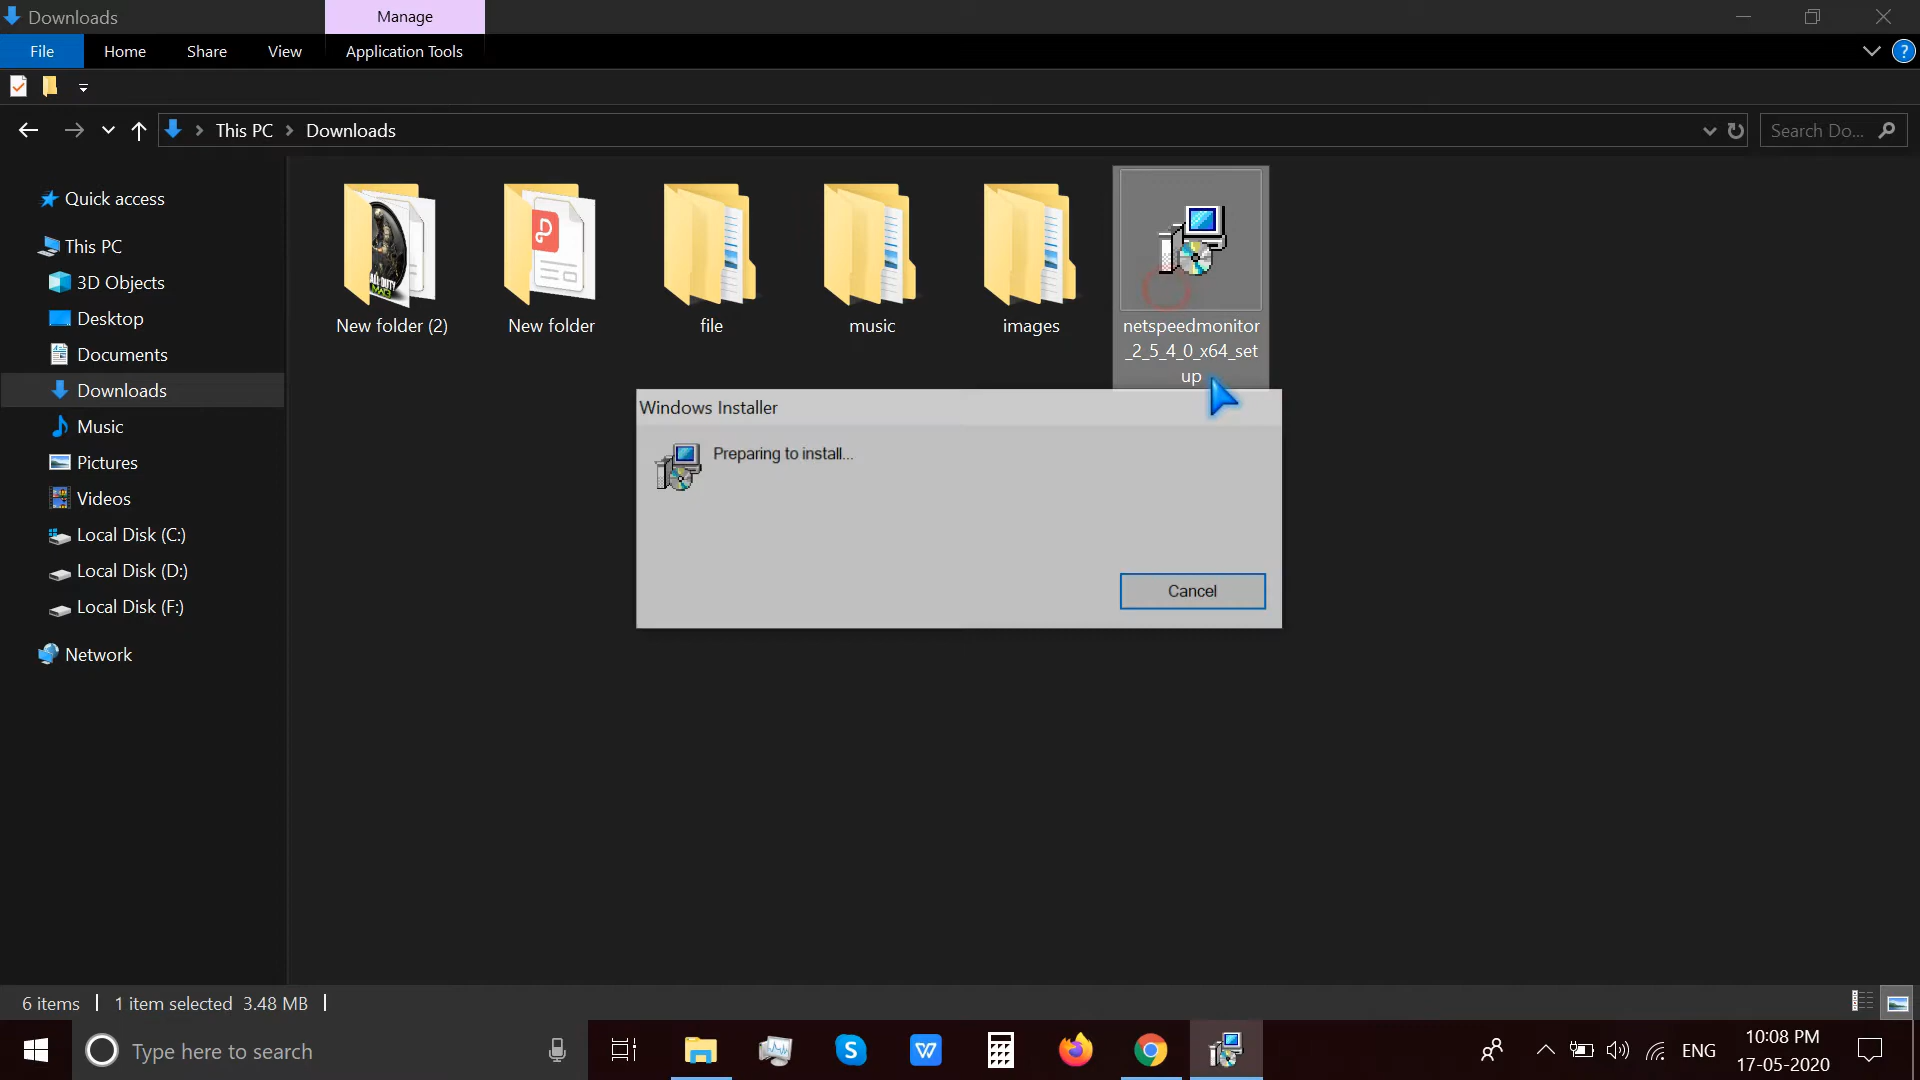 Downloads
Manage
File
Home
Share
View
Application Tools
This PC
Downloads
Search Do...
Quick access
This PC
3D Objects
Desktop
Documents
Downloads
Music
Pictures
Videos
Local Disk (C:)
Local Disk (D:)
Local Disk (F:)
Network
New folder (2)
New folder
file
music
images
netspeedmonitor
_2_5_4_0_x64_set
up
Windows Installer
Preparing to install...
Cancel
6 items
1 item selected 3.48 MB
Type here to search
ENG
10:08 PM
17-05-2020